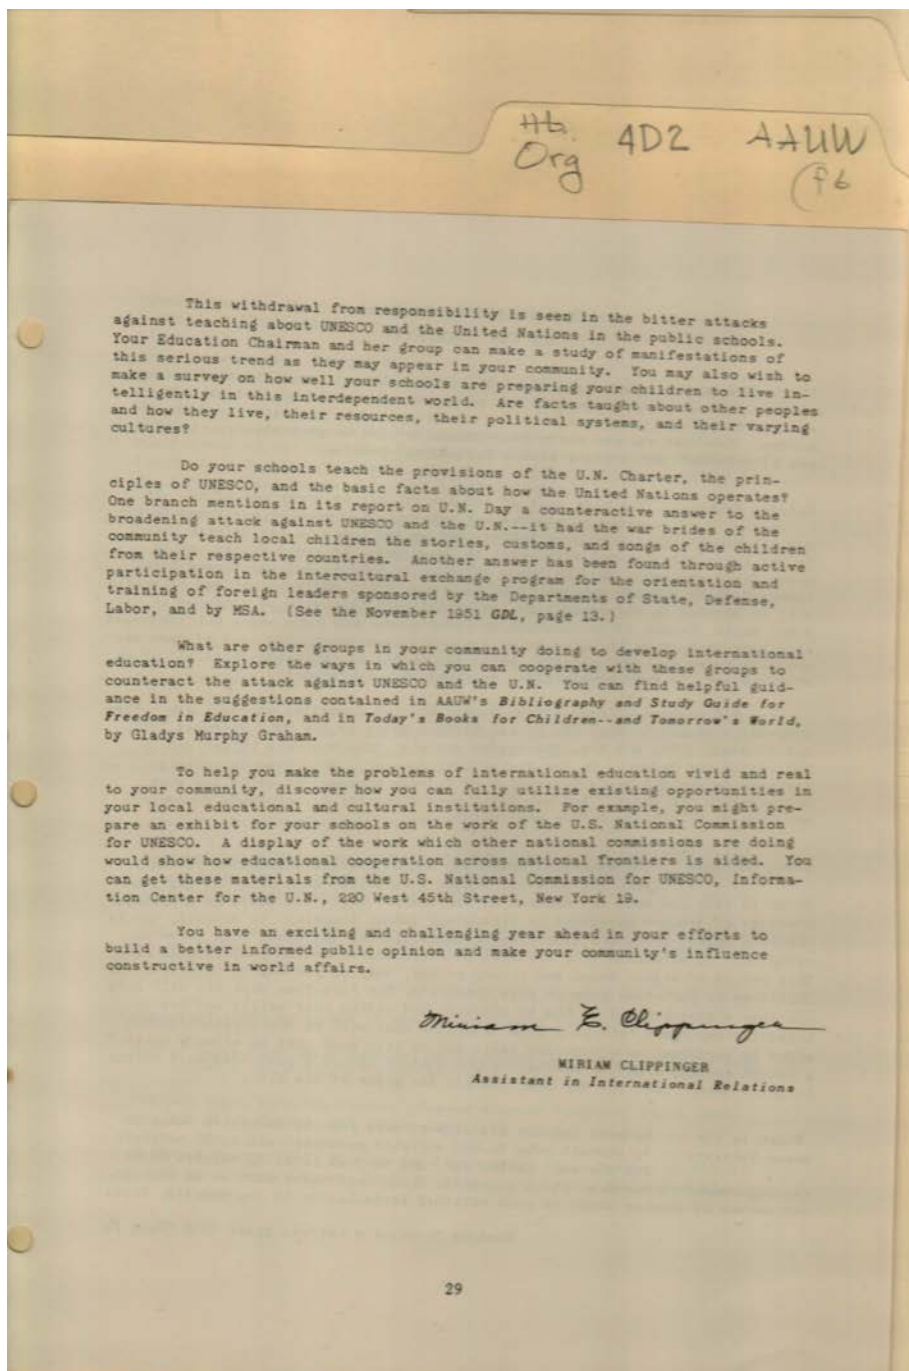 Org 4D2 AAUW
This withdrawal from responsibility is seen in the bitter attacks
against teaching about UNESCO and the United Nations in the public schools.
Your Education Chairman and her group can make a study of manifestations of
this serious trend as they may appear in your community. You may also wish to
make a survey on how well your schools are preparing your children to live in-
telligently in this interdependent world. Are facts taught about other peoples
and how they live, their resources, their political systems, and their varying
cultures?
Do your schools teach the provisions of the U.N. Charter, the prin-
ciples of UNESCO, and the basic facts about how the United Nations operates?
One branch mentions in its report on U.N. Day a counteractive answer to the
broadening attack against UNESCO and the U.N.--it had the war brides of the
community teach local children the stories, customs, and songs of the children
from their respective countries. Another answer has been found through active
participation in the intercultural exchange program for the orientation and
training of foreign leaders sponsored by the Departments of State, Defense,
Labor, and by MSA. (See the November 1951 GDL, page 13.)
What are other groups in your community doing to develop international
education? Explore the ways in which you can cooperate with these groups to
counteract the attack against UNESCO and the U.N. You can find helpful guid-
ance in the suggestions contained in AAUW's Bibliography and Study Guide for
Freedom in Education, and in Today's Books for Children--and Tomorrow's World,
by Gladys Murphy Graham.
To help you make the problems of international education vivid and real
to your community, discover how you can fully utilize existing opportunities in
your local educational and cultural institutions. For example, you might pre-
pare an exhibit for your schools on the work of the U.S. National Commission
for UNESCO. A display of the work which other national commissions are doing
would show how educational cooperation across national frontiers is aided. You
can get these materials from the U.S. National Commission for UNESCO, Informa-
tion Center for the U.N., 220 West 45th Street, New York 19.
You have an exciting and challenging year ahead in your efforts to
build a better informed public opinion and make your community's influence
constructive in world affairs.
Miriam E. Clippinger
MIRIAM CLIPPINGER
Assistant in International Relations
29